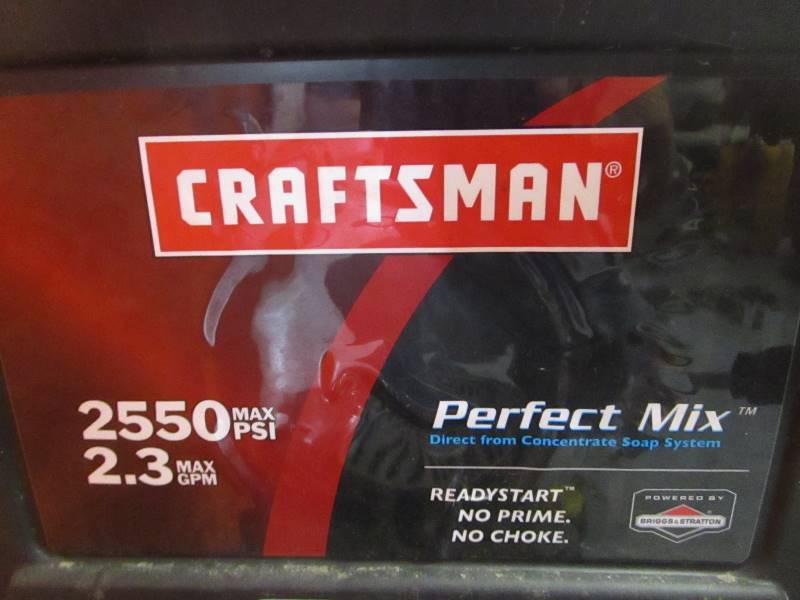 CRAFTSMAN®
2550 MAX PSI
2.3 MAX GPM
Perfect Mix™
Direct from Concentrate Soap System
READYSTART™
NO PRIME.
NO CHOKE.
POWERED BY
BRIGGS & STRATTON